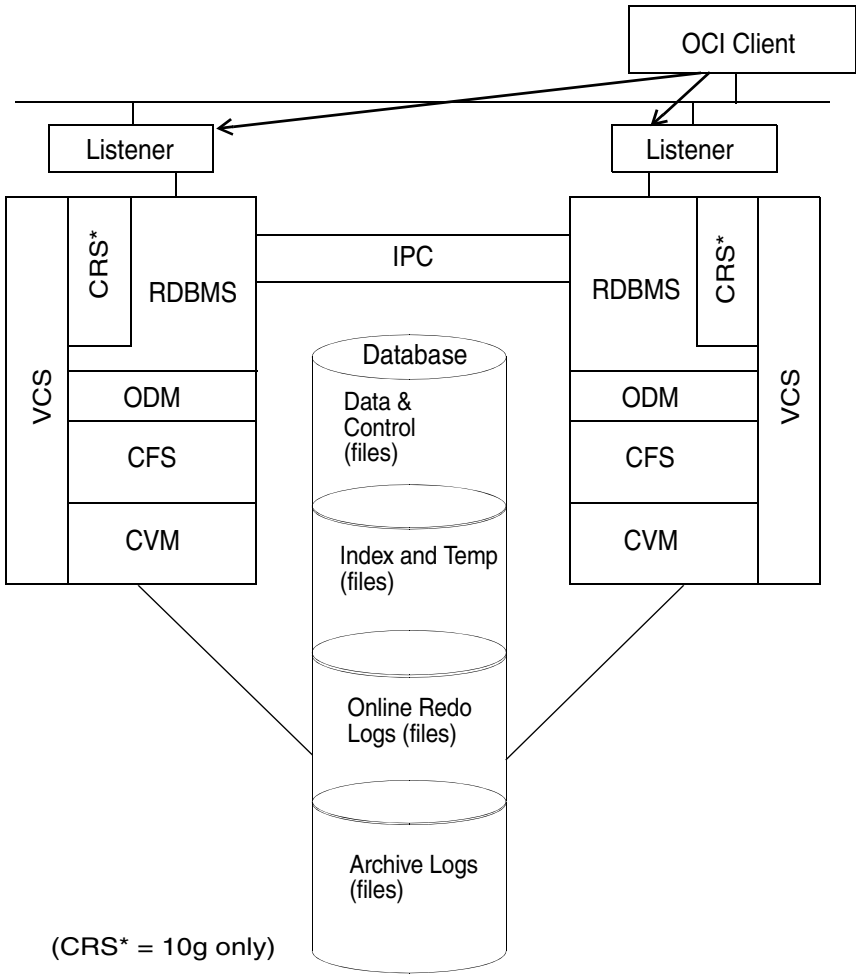 OCI Client
Listener
Listener
VCS
CRS*
RDBMS
IPC
RDBMS
CRS*
VCS
ODM
CFS
CVM
ODM
CFS
CVM
Database
Data &
Control
(files)
Index and Temp
(files)
Online Redo
Logs (files)
Archive Logs
(files)
(CRS* = 10g only)